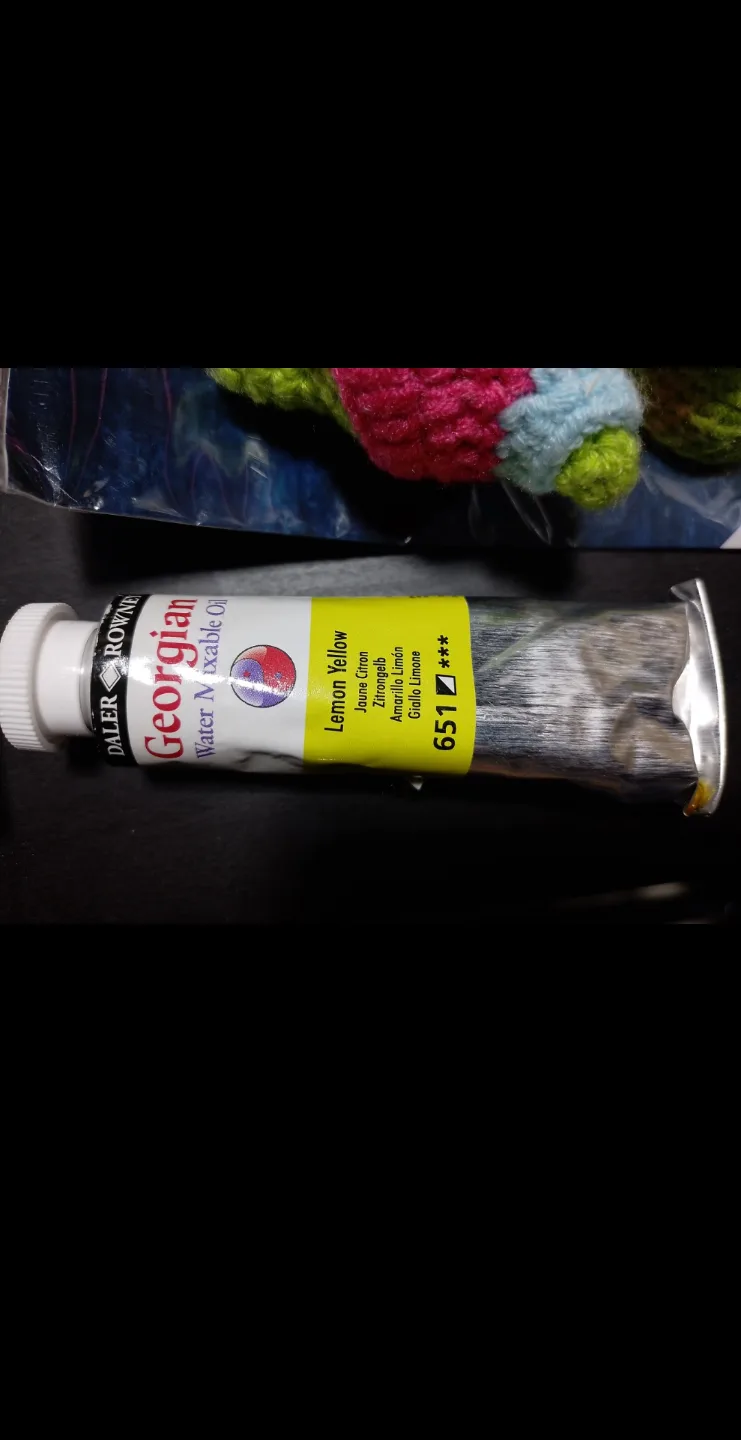 DALER ROWNEY
Georgian
Water Mixable Oil
Lemon Yellow
Jaune Citron
Zitrongelb
Amarillo Limón
Giallo Limone
651 ***